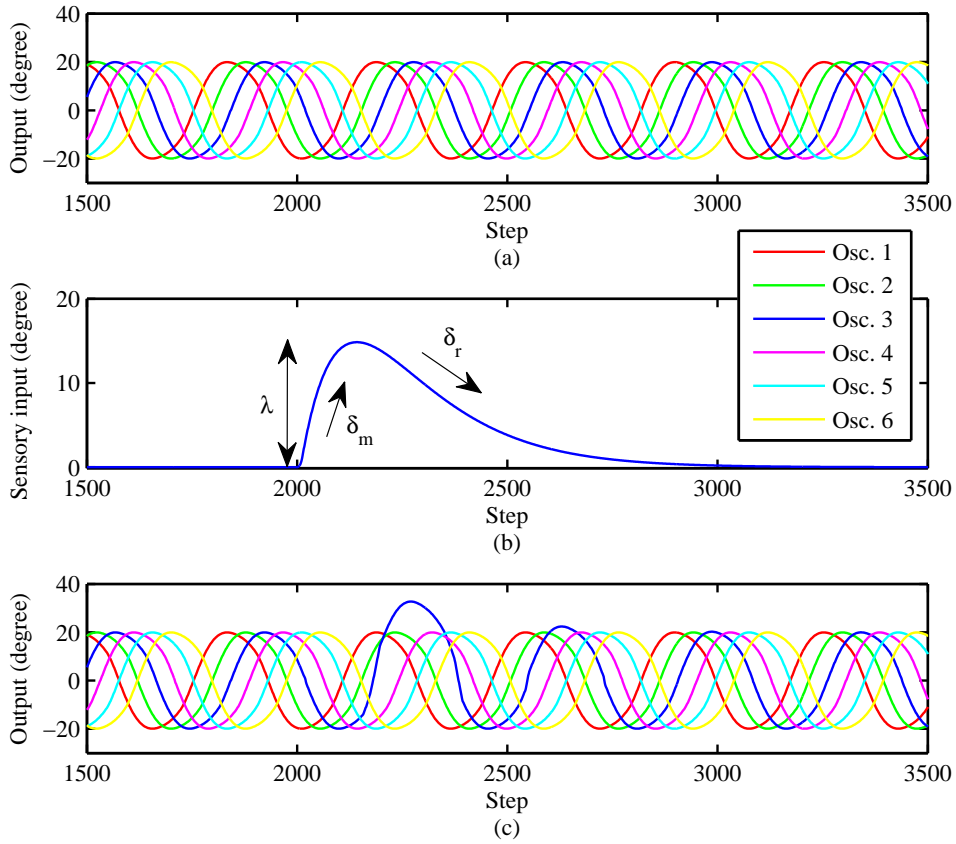 Output (degree)
40
20
0
−20
1500 2000 2500 3000 3500
Step
(a)
Osc. 1
Osc. 2
Osc. 3
Osc. 4
Osc. 5
Osc. 6
Sensory input (degree)
20
10
0
λ
δm
δr
1500 2000 2500 3000 3500
Step
(b)
Output (degree)
40
20
0
−20
1500 2000 2500 3000 3500
Step
(c)